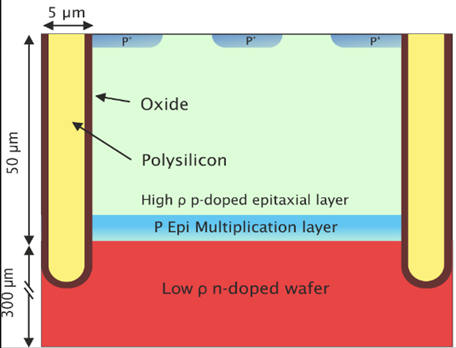 5 µm
P⁺
P⁺
P⁺
Oxide
50 µm
Polysilicon
High ρ p-doped epitaxial layer
P Epi Multiplication layer
300 µm
Low ρ n-doped wafer